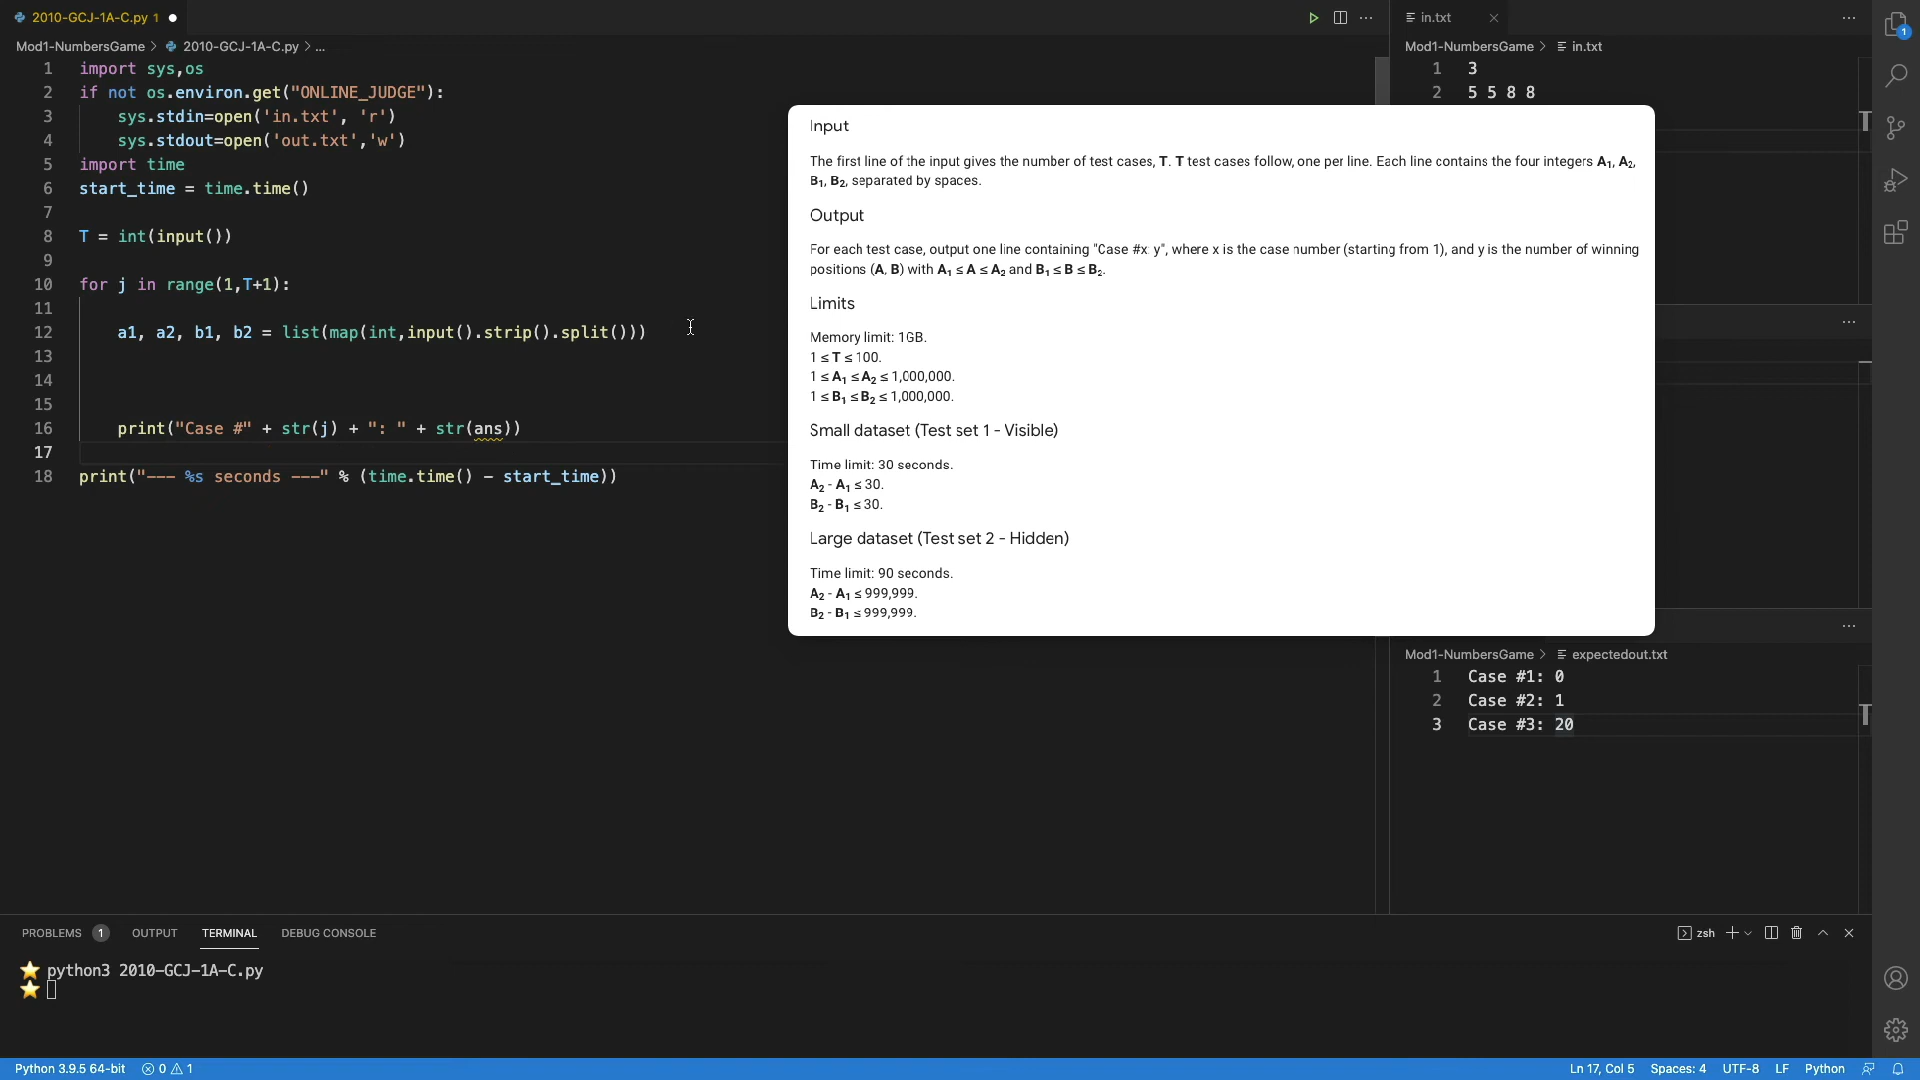 2010-GCJ-1A-C.py 1
Mod1-NumbersGame > 2010-GCJ-1A-C.py > ...
1 import sys,os
2 if not os.environ.get("ONLINE_JUDGE"):
3 sys.stdin=open('in.txt', 'r')
4 sys.stdout=open('out.txt','w')
5 import time
6 start_time = time.time()
7
8 T = int(input())
9
10 for j in range(1,T+1):
11
12 a1, a2, b1, b2 = list(map(int,input().strip().split()))
13
14
15
16 print("Case #" + str(j) + ": " + str(ans))
17
18 print("--- %s seconds ---" % (time.time() - start_time))
in.txt
Mod1-NumbersGame > in.txt
1 3
2 5 5 8 8
Input
The first line of the input gives the number of test cases, T. T test cases follow, one per line. Each line contains the four integers A₁, A₂,
B₁, B₂, separated by spaces.
Output
For each test case, output one line containing "Case #x: y", where x is the case number (starting from 1), and y is the number of winning
positions (A, B) with A₁ ≤ A ≤ A₂ and B₁ ≤ B ≤ B₂.
Limits
Memory limit: 1GB.
1 ≤ T ≤ 100.
1 ≤ A₁ ≤ A₂ ≤ 1,000,000.
1 ≤ B₁ ≤ B₂ ≤ 1,000,000.
Small dataset (Test set 1 - Visible)
Time limit: 30 seconds.
A₂ - A₁ ≤ 30.
B₂ - B₁ ≤ 30.
Large dataset (Test set 2 - Hidden)
Time limit: 90 seconds.
A₂ - A₁ ≤ 999,999.
B₂ - B₁ ≤ 999,999.
Mod1-NumbersGame > expectedout.txt
1 Case #1: 0
2 Case #2: 1
3 Case #3: 20
1
PROBLEMS 1 OUTPUT TERMINAL DEBUG CONSOLE
zsh
python3 2010-GCJ-1A-C.py
Python 3.9.5 64-bit 0 1
Ln 17, Col 5 Spaces: 4 UTF-8 LF Python